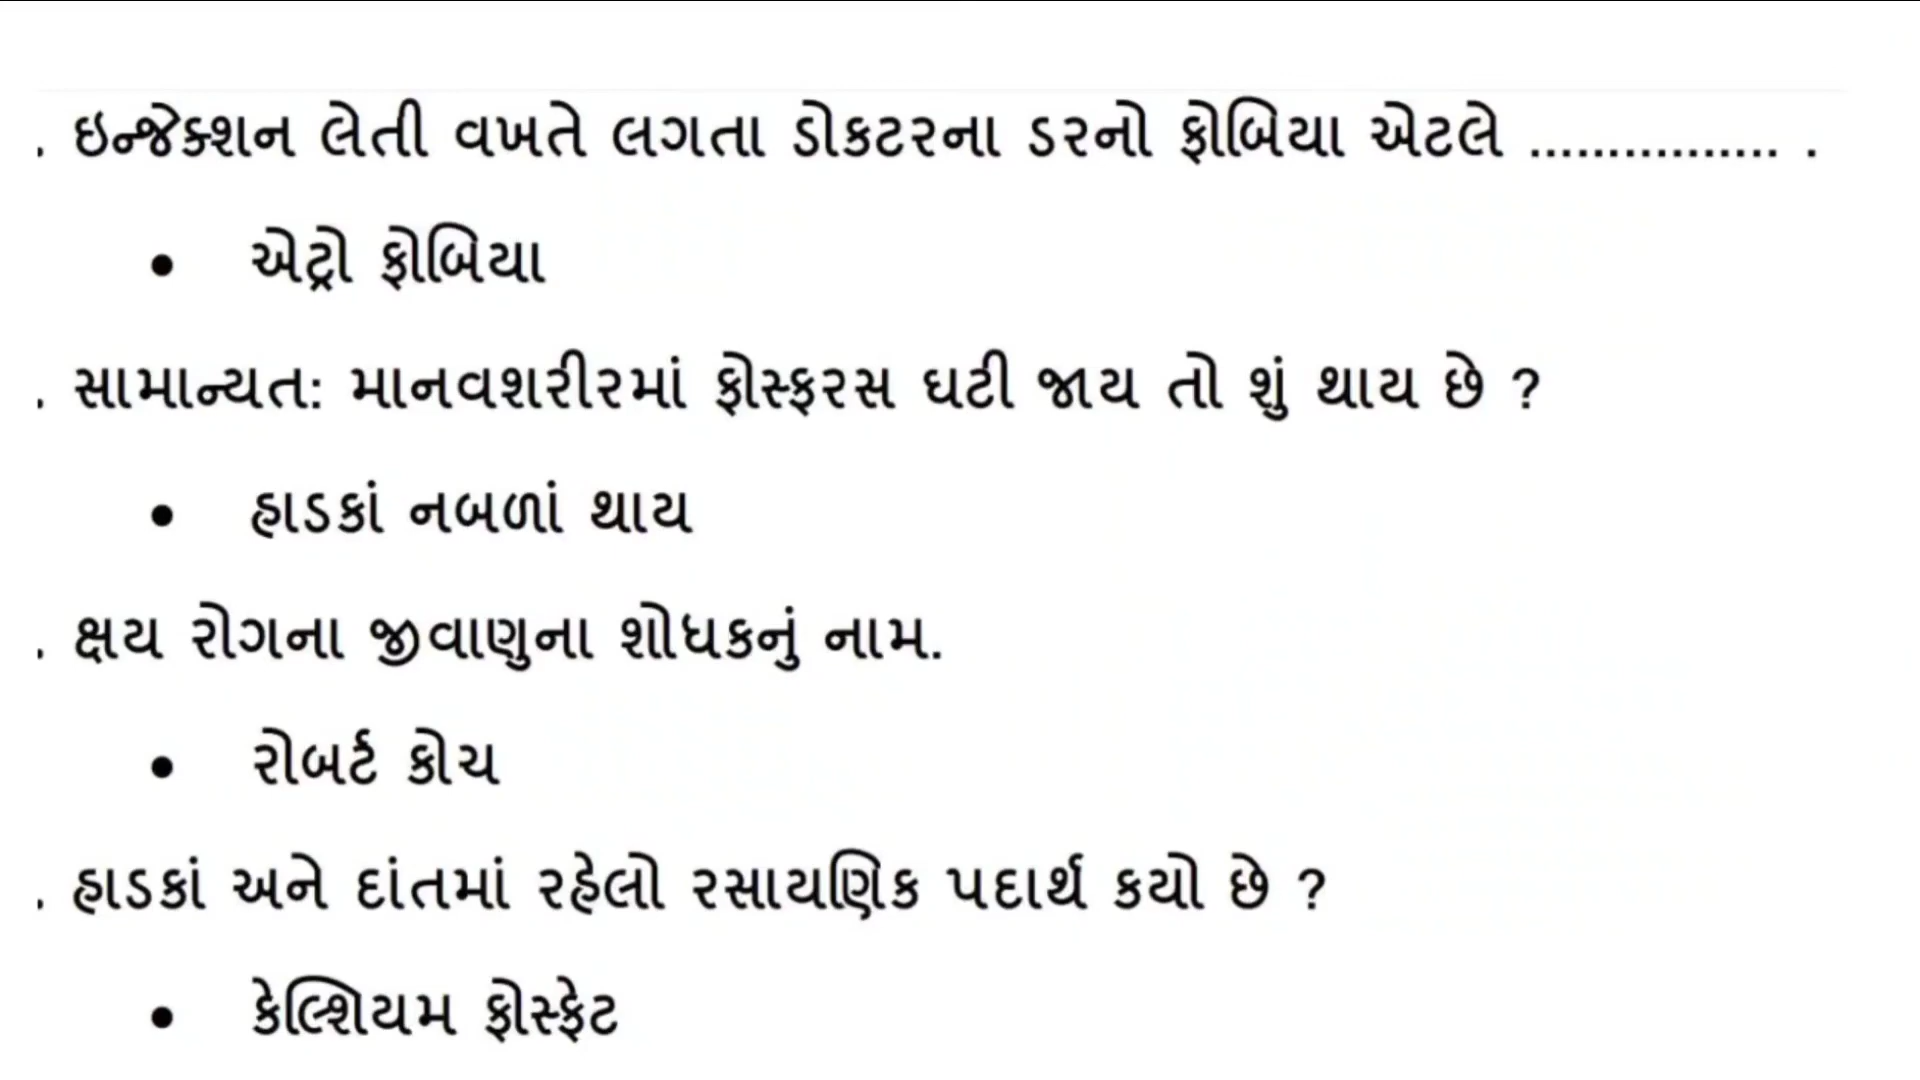 . ઇન્જેક્શન લેતી વખતે લગતા ડોકટરના ડરનો ફોબિયા એટલે ................ .
• એટ્રો ફોબિયા
. સામાન્યત: માનવશરીરમાં ફોસ્ફરસ ઘટી જાય તો શું થાય છે ?
• હાડકાં નબળાં થાય
. ક્ષય રોગના જીવાણુના શોધકનું નામ.
• રોબર્ટ કોચ
. હાડકાં અને દાંતમાં રહેલો રસાયણિક પદાર્થ કયો છે ?
• કેલ્શિયમ ફોસ્ફેટ